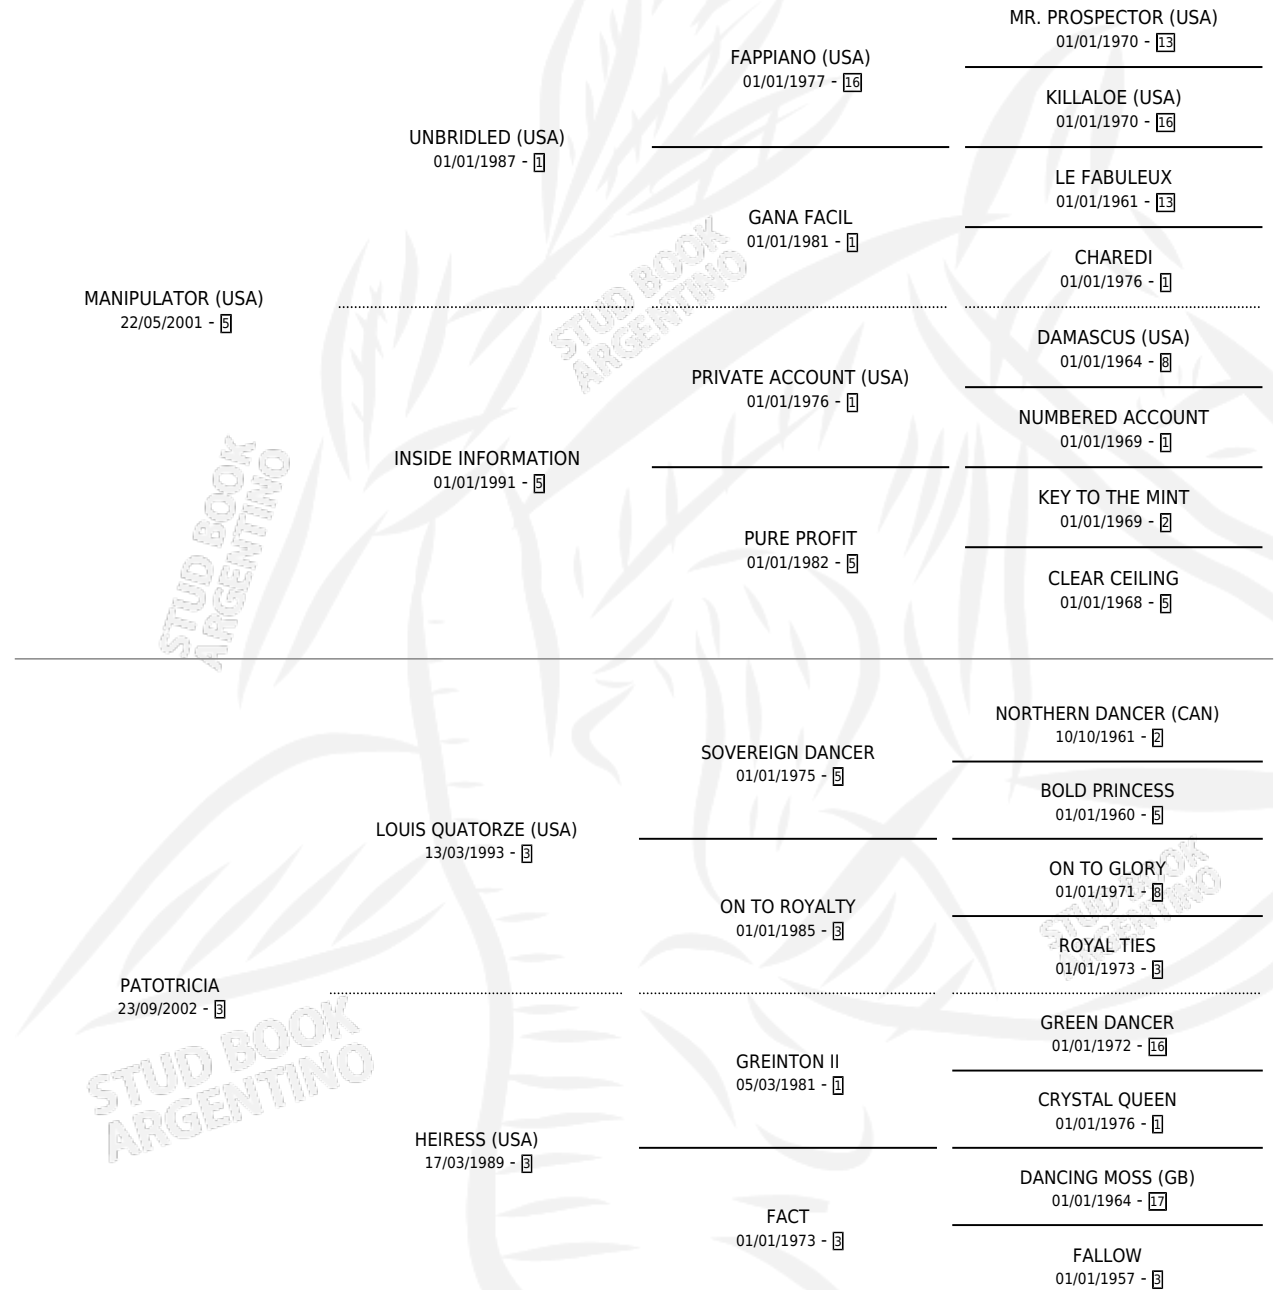 MR. PROSPECTOR (USA)
01/01/1970 - 13
FAPPIANO (USA)
01/01/1977 - 16
KILLALOE (USA)
01/01/1970 - 16
UNBRIDLED (USA)
01/01/1987 - 1
LE FABULEUX
01/01/1961 - 13
GANA FACIL
01/01/1981 - 1
CHAREDI
01/01/1976 - 1
MANIPULATOR (USA)
22/05/2001 - 5
DAMASCUS (USA)
01/01/1964 - 8
PRIVATE ACCOUNT (USA)
01/01/1976 - 1
NUMBERED ACCOUNT
01/01/1969 - 1
INSIDE INFORMATION
01/01/1991 - 5
KEY TO THE MINT
01/01/1969 - 2
PURE PROFIT
01/01/1982 - 5
CLEAR CEILING
01/01/1968 - 5
NORTHERN DANCER (CAN)
10/10/1961 - 2
SOVEREIGN DANCER
01/01/1975 - 5
BOLD PRINCESS
01/01/1960 - 5
LOUIS QUATORZE (USA)
13/03/1993 - 3
ON TO GLORY
01/01/1971 - 8
ON TO ROYALTY
01/01/1985 - 3
ROYAL TIES
01/01/1973 - 3
PATOTRICIA
23/09/2002 - 3
GREEN DANCER
01/01/1972 - 16
GREINTON II
05/03/1981 - 1
CRYSTAL QUEEN
01/01/1976 - 1
HEIRESS (USA)
17/03/1989 - 3
DANCING MOSS (GB)
01/01/1964 - 17
FACT
01/01/1973 - 3
FALLOW
01/01/1957 - 3
STUD BOOK
ARGENTINO
STUD BOOK
ARGENTINO
STUD BOOK
ARGENTINO
STUD BOOK
ARGENTINO